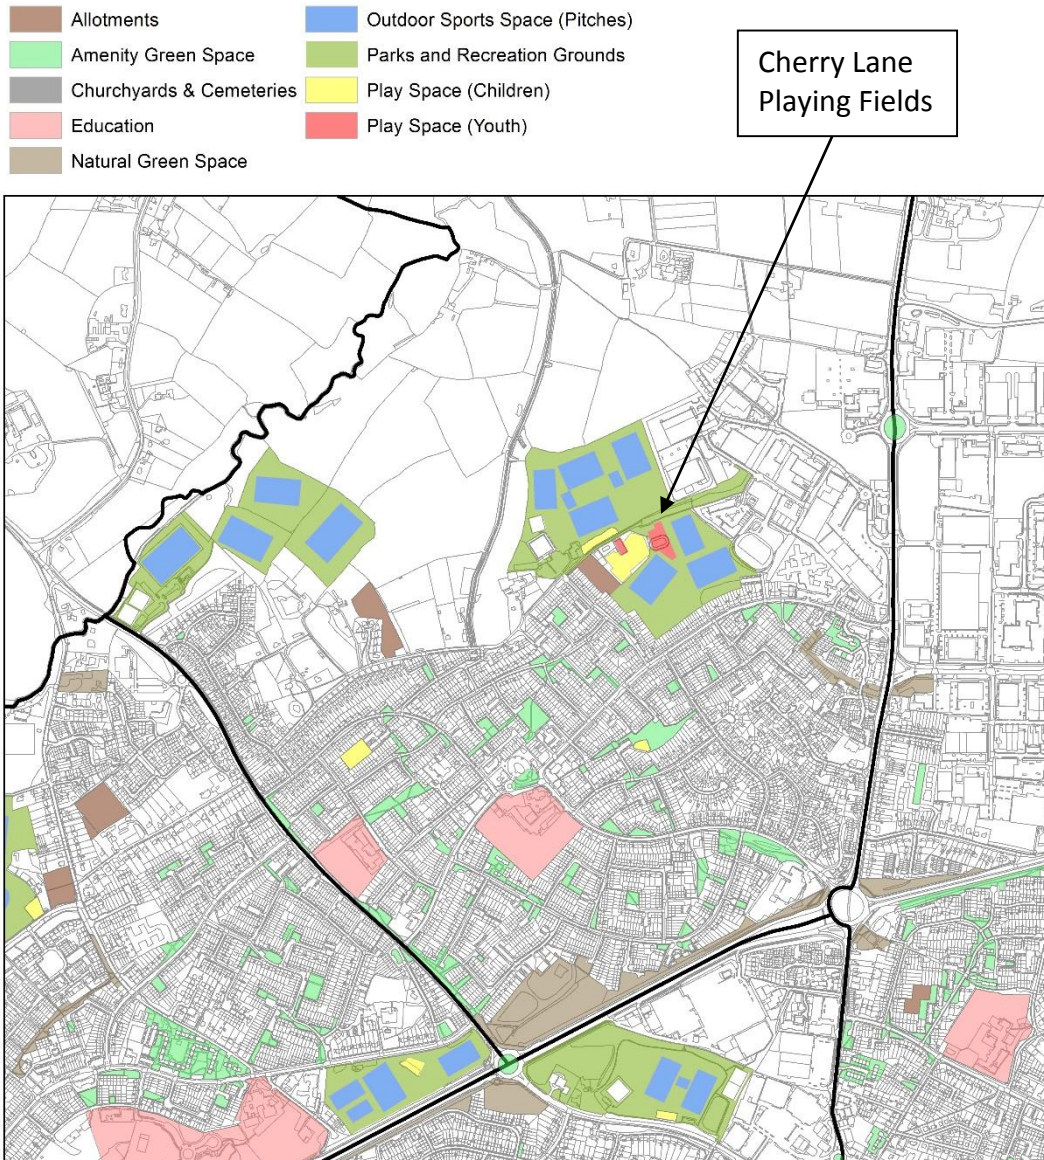 Allotments
Amenity Green Space
Churchyards & Cemeteries
Education
Natural Green Space
Outdoor Sports Space (Pitches)
Parks and Recreation Grounds
Play Space (Children)
Play Space (Youth)
Cherry Lane
Playing Fields